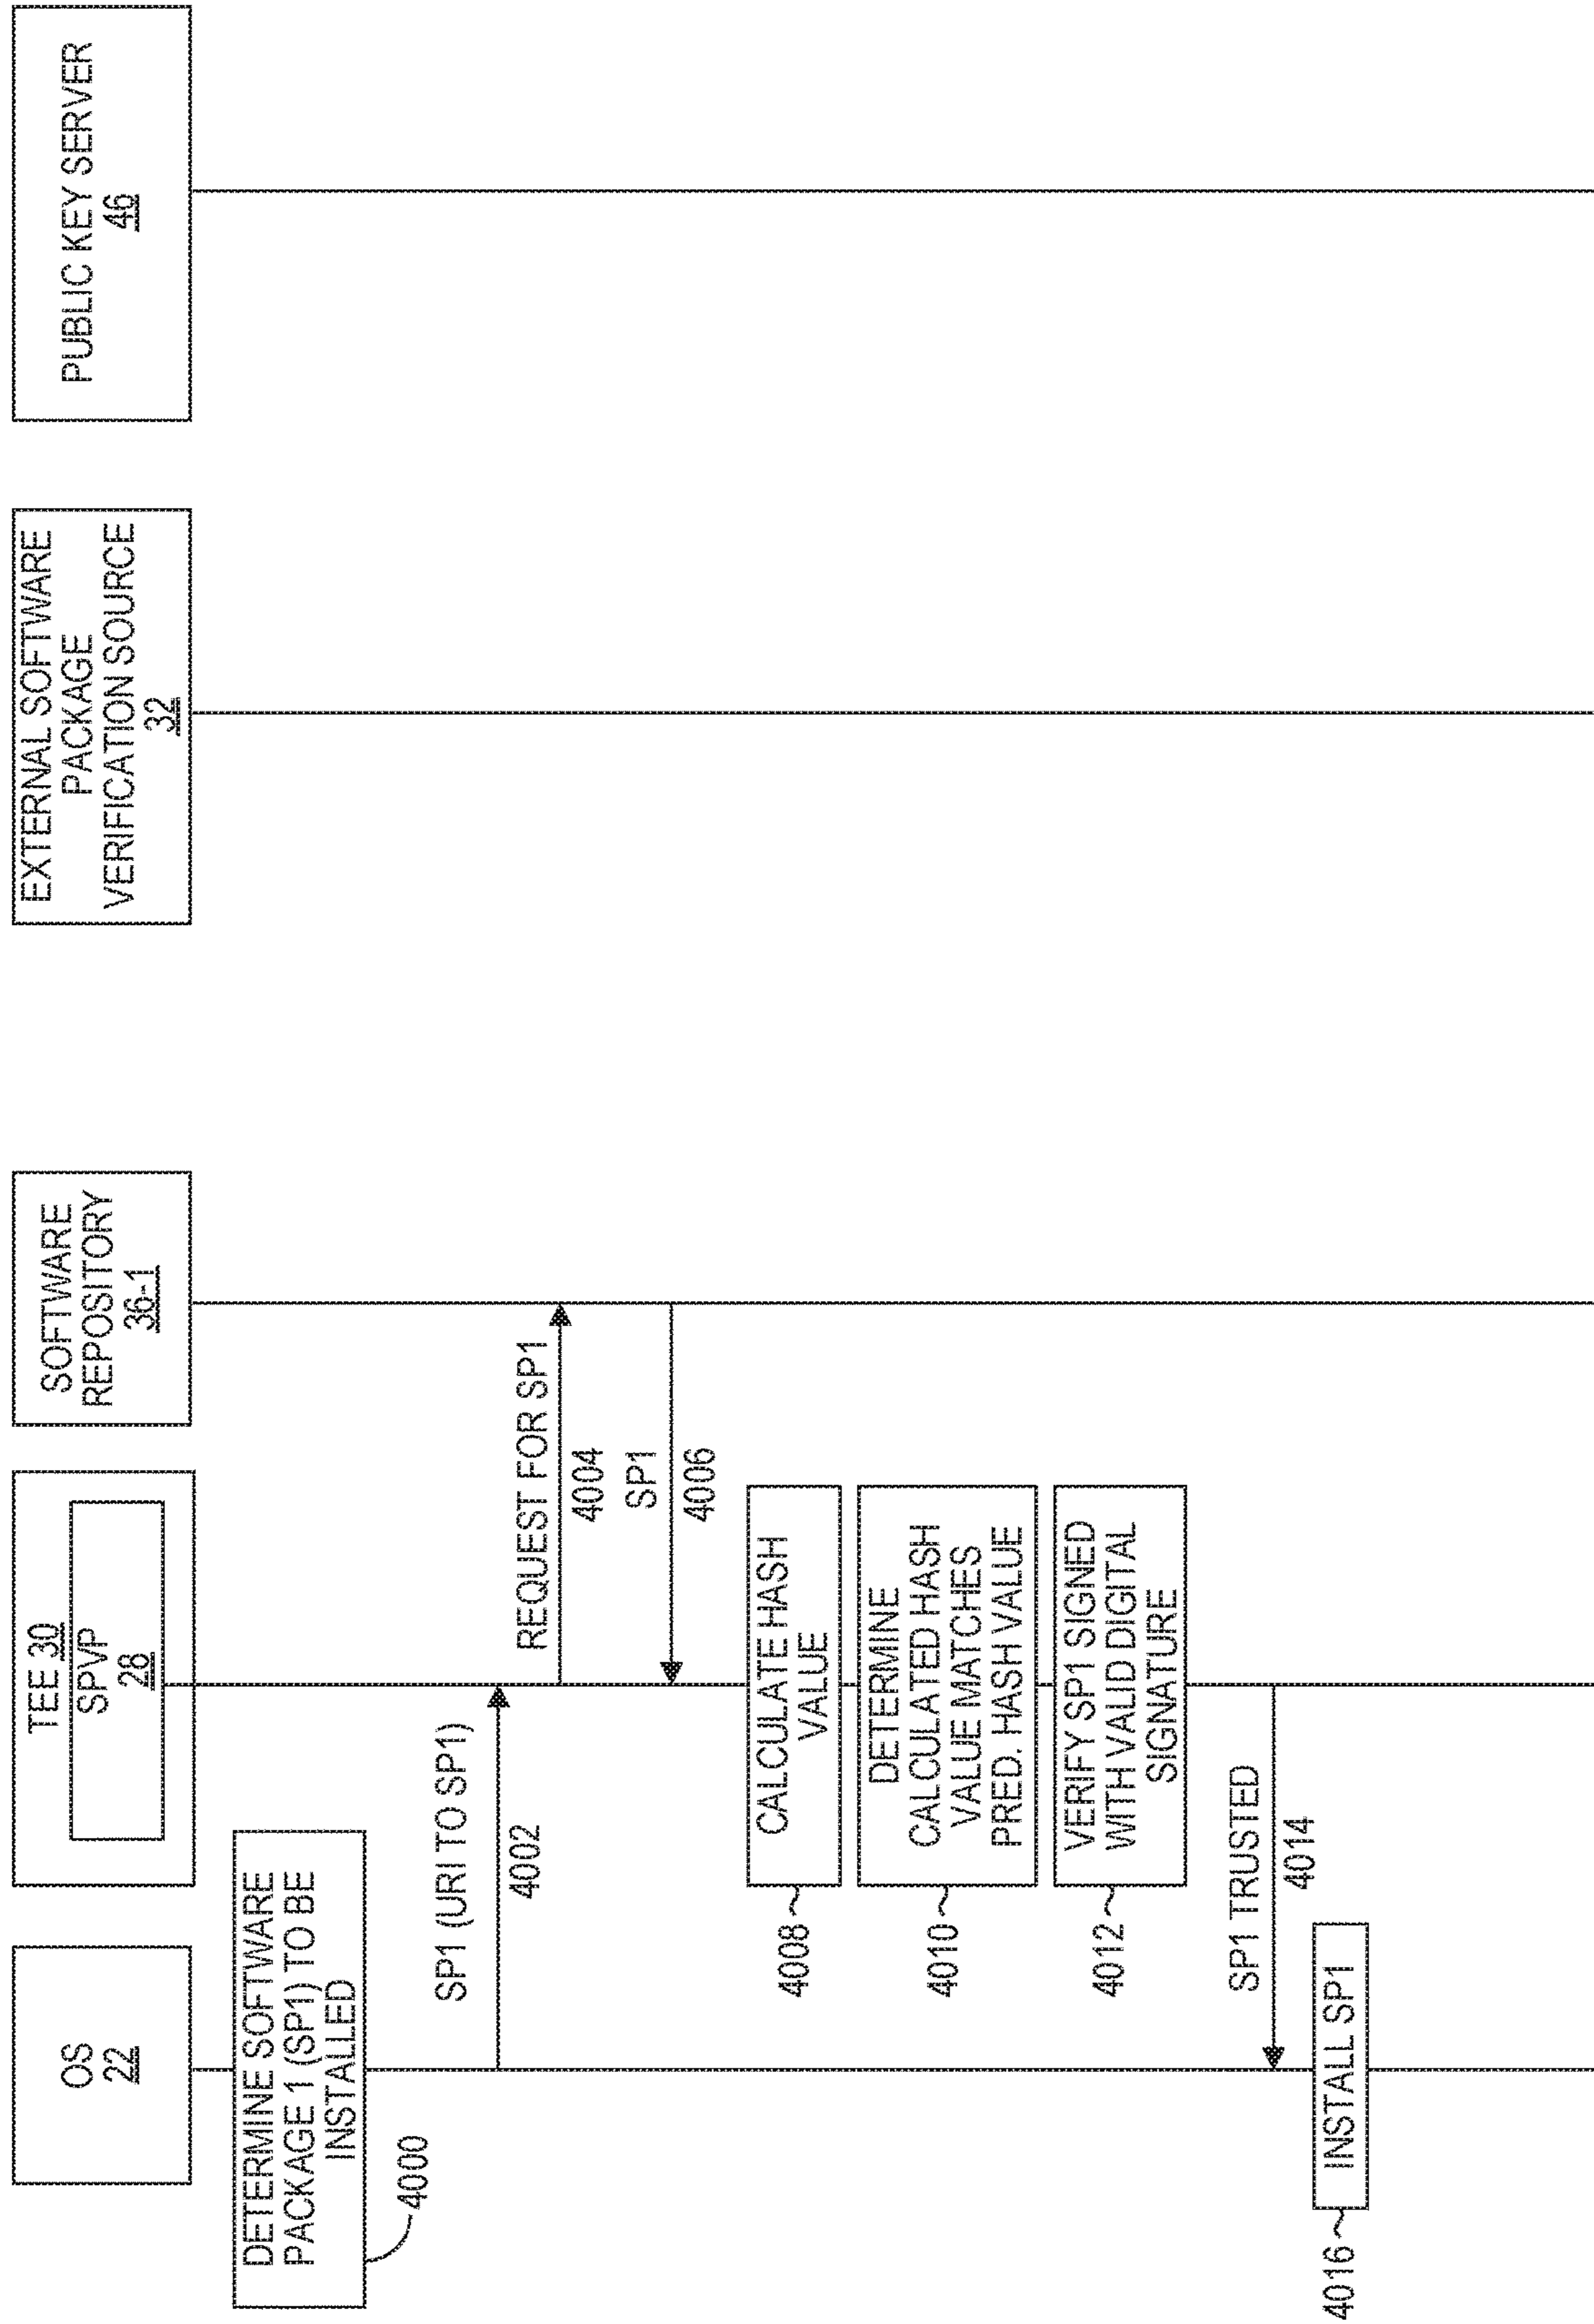 OS
22
TEE 30
SPVP
28
SOFTWARE
REPOSITORY
36-1
EXTERNAL SOFTWARE
PACKAGE
VERIFICATION SOURCE
32
PUBLIC KEY SERVER
46
DETERMINE SOFTWARE
PACKAGE 1 (SP1) TO BE
INSTALLED
4000
SP1 (URI TO SP1)
4002
REQUEST FOR SP1
4004
SP1
4006
CALCULATE HASH
VALUE
4008
DETERMINE
CALCULATED HASH
VALUE MATCHES
PRED. HASH VALUE
4010
VERIFY SP1 SIGNED
WITH VALID DIGITAL
SIGNATURE
4012
SP1 TRUSTED
4014
INSTALL SP1
4016